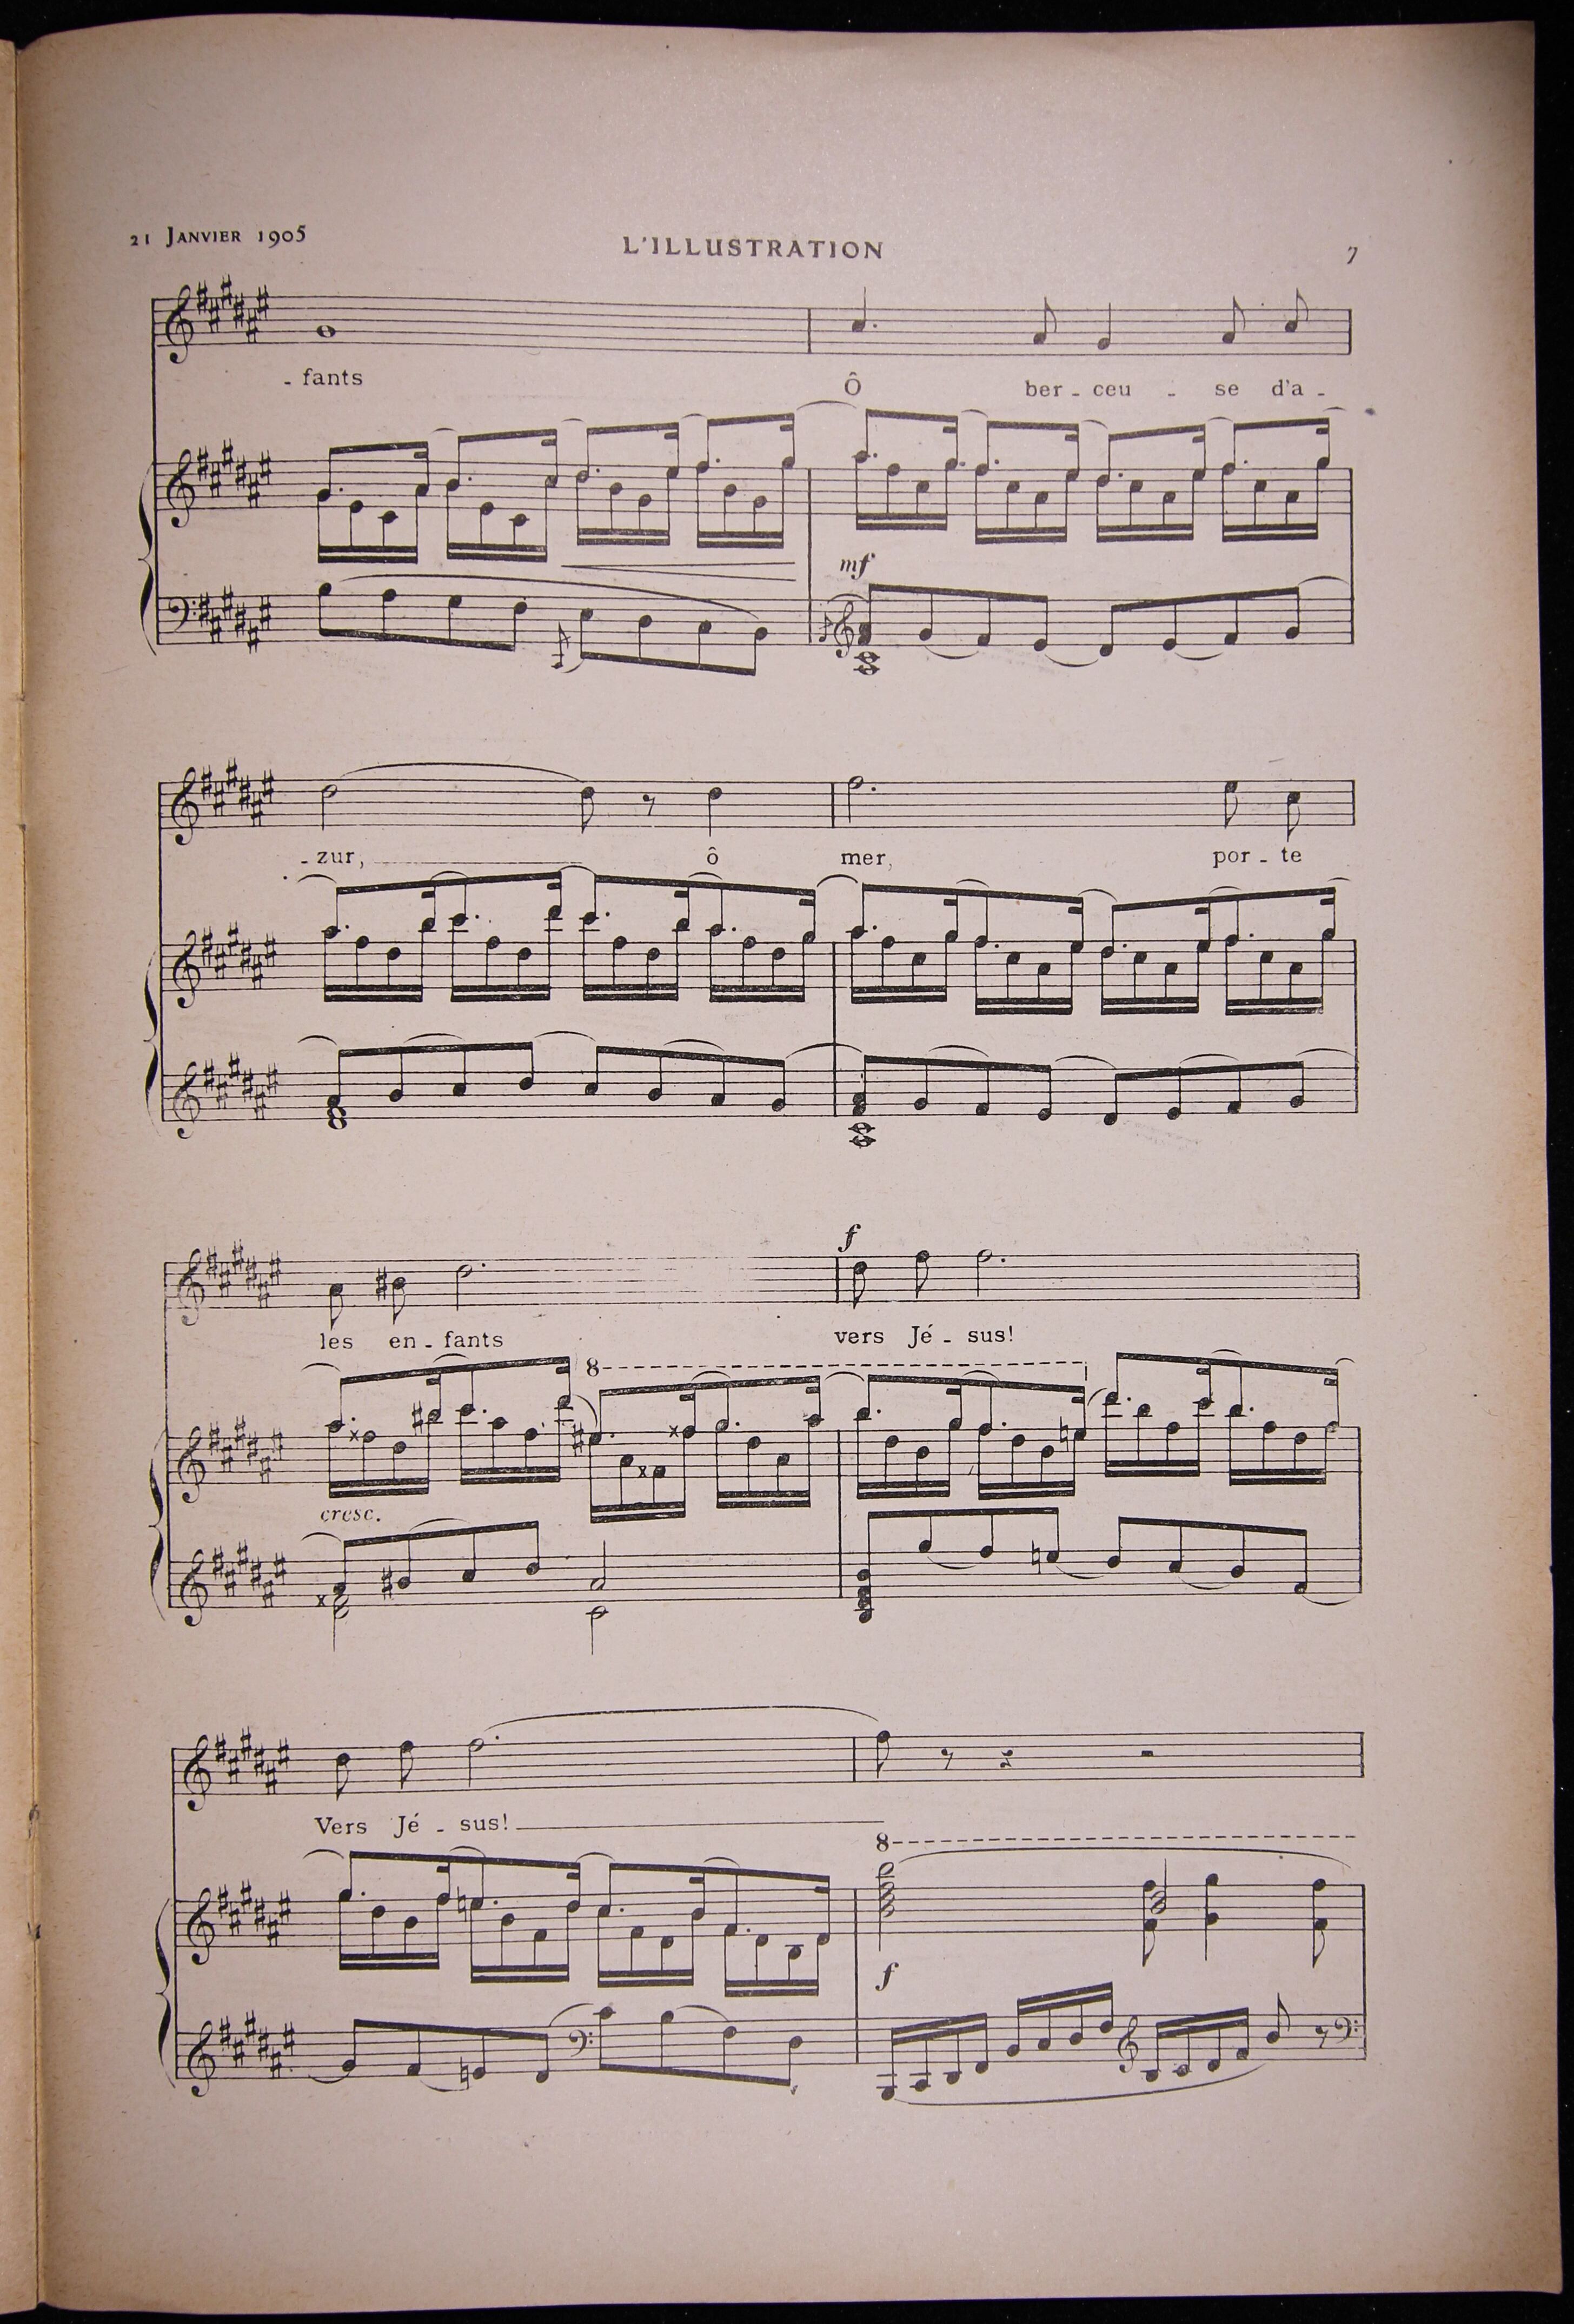 21 JANVIER 1905
L'ILLUSTRATION
7
- fants Ô ber - ceu - se d'a -
mf
- zur, ô mer, por - te
f
les en - fants vers Jé - sus!
8
cresc.
Vers Jé - sus!
8
f